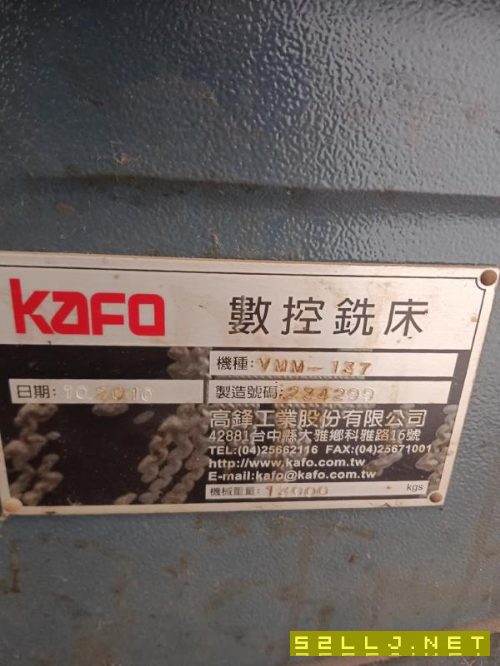 KAFO 數控銑床
機種: VMM-137
日期: 10.2010 製造號碼:
高鋒工業股份有限公司
42881台中縣大雅鄉科雅路16號
TEL:(04)25662116 FAX:(04)25671001
http://www.kafo.com.tw
E-mail:kafo@kafo.com.tw
機械重量: 13000 kgs
52LLJ.NET